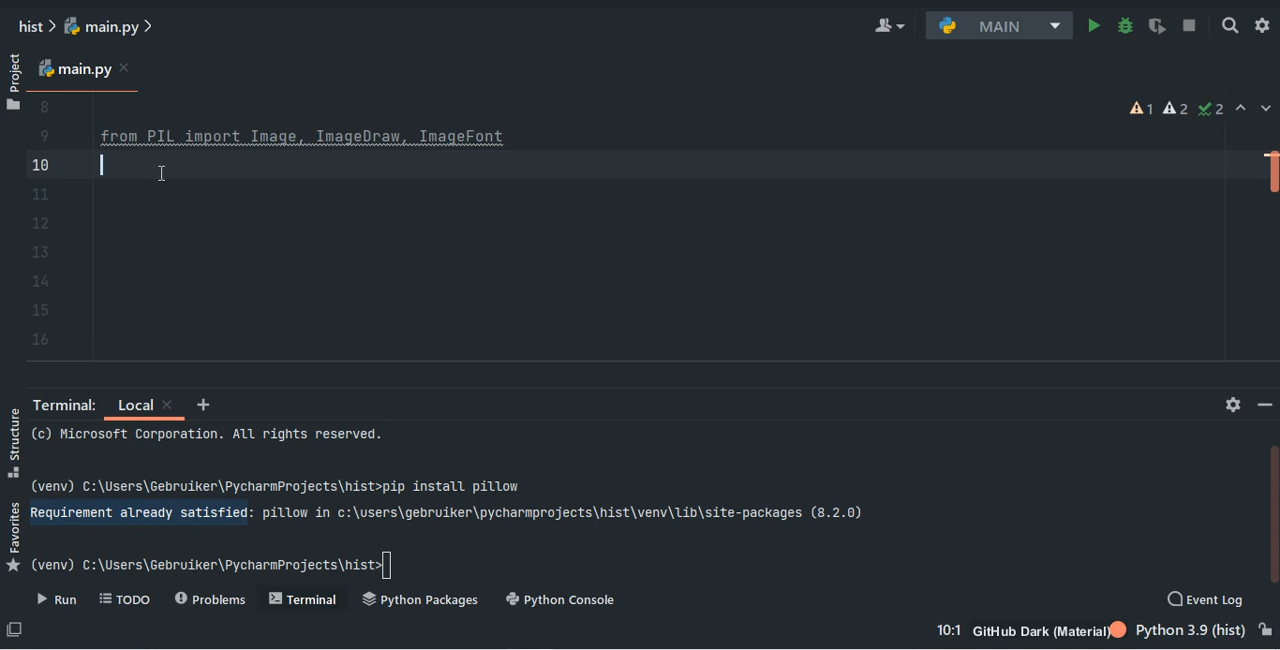 hist main.py
MAIN
Project
main.py
1 2 2
8
9 from PIL import Image, ImageDraw, ImageFont
10
11
12
13
14
15
16
Structure
Favorites
Terminal: Local +
(c) Microsoft Corporation. All rights reserved.
(venv) C:\Users\Gebruiker\PycharmProjects\hist>pip install pillow
Requirement already satisfied: pillow in c:\users\gebruiker\pycharmprojects\hist\venv\lib\site-packages (8.2.0)
(venv) C:\Users\Gebruiker\PycharmProjects\hist>
Run TODO Problems Terminal Python Packages Python Console Event Log
10:1 GitHub Dark (Material) Python 3.9 (hist)